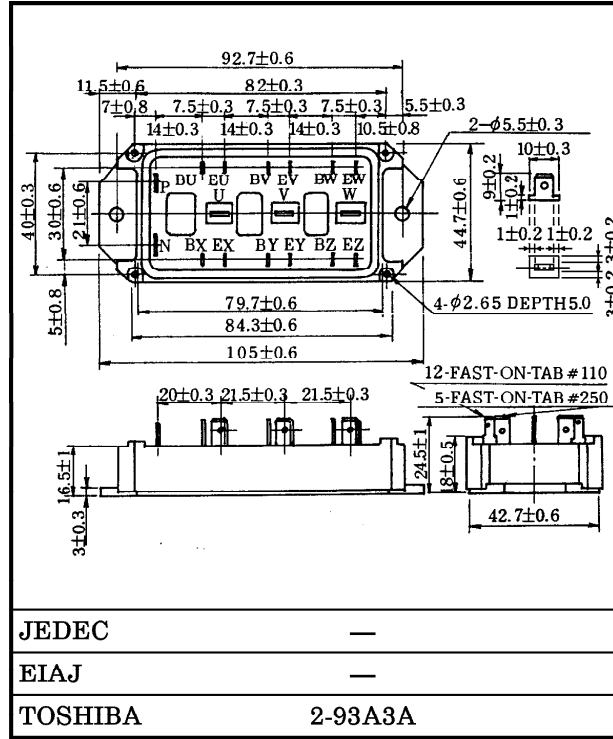 92.7±0.6
11.5±0.6 82±0.3
7±0.8 7.5±0.3 7.5±0.3 7.5±0.3 5.5±0.3
14±0.3 14±0.3 14±0.3 10.5±0.8 2-ϕ5.5±0.3
10±0.3
9±0.2
1±0.2
40±0.3
30±0.6
21±0.6
5±0.8
P BU EU BV EV BW EW
U V W
N BX EX BY EY BZ EZ
44.7±0.6
1±0.2 1±0.2
3±0.2
3±0.2
79.7±0.6
4-ϕ2.65 DEPTH5.0
84.3±0.6
105±0.6
12-FAST-ON-TAB #110
20±0.3 21.5±0.3 21.5±0.3
5-FAST-ON-TAB #250
16.5±1
3±0.3
24.5±1
18±0.5
42.7±0.6
JEDEC —
EIAJ —
TOSHIBA 2-93A3A